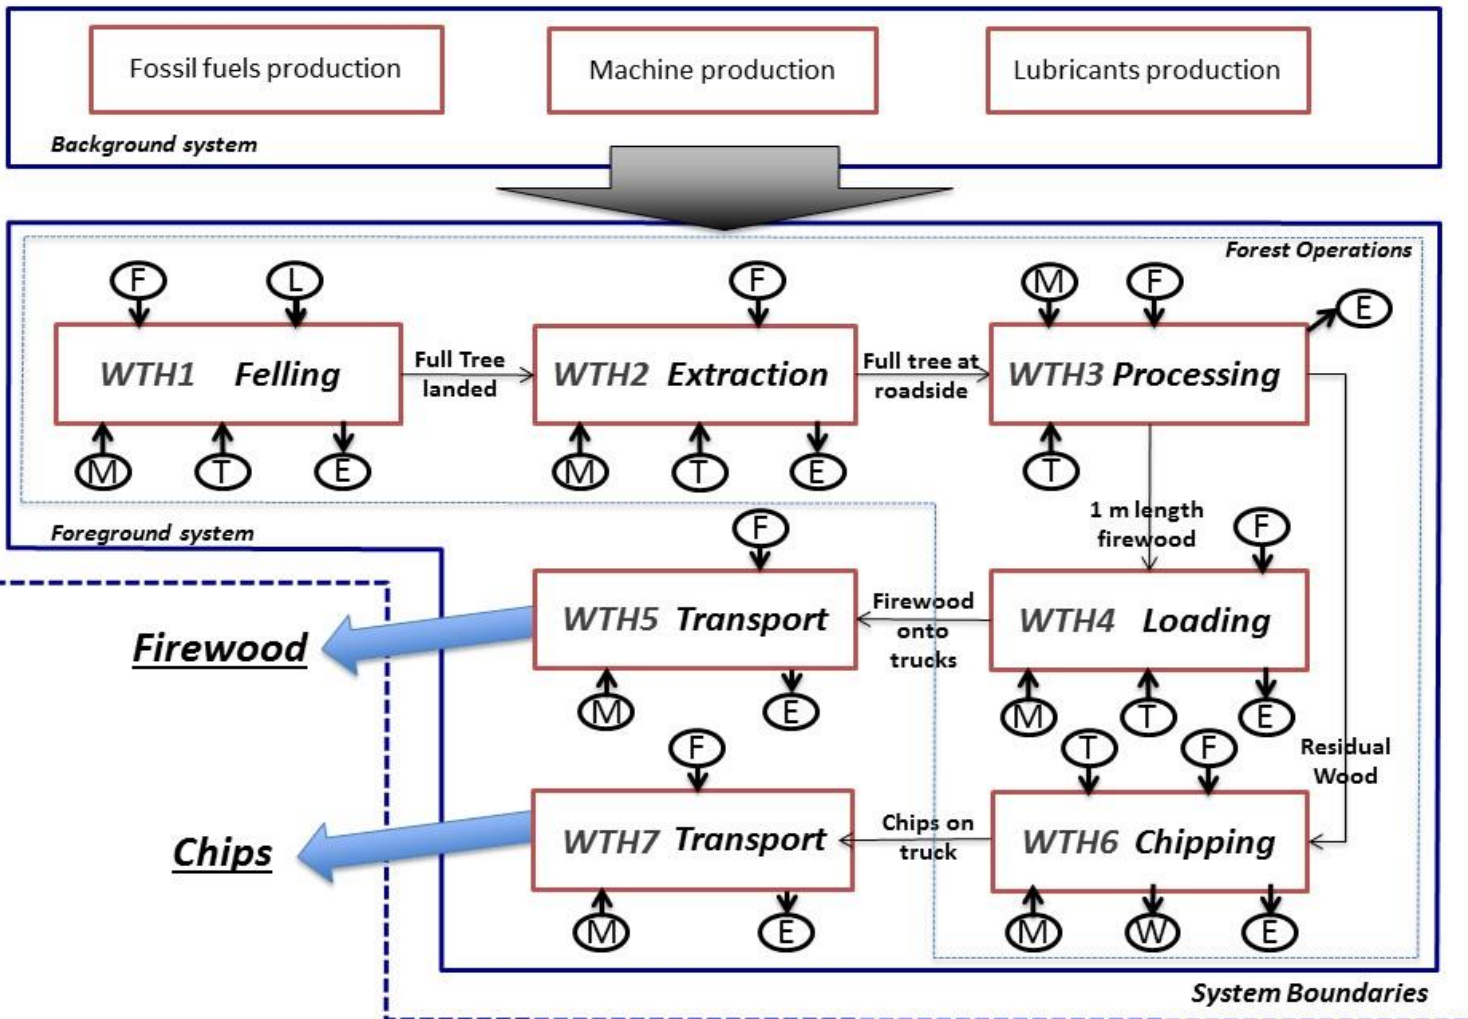 Fossil fuels production
Machine production
Lubricants production
Background system
Forest Operations
F
L
F
M
F
E
WTH1 Felling
Full Tree
landed
WTH2 Extraction
Full tree at
roadside
WTH3 Processing
M
T
E
M
T
E
T
Foreground system
F
1 m length
firewood
F
Firewood
WTH5 Transport
Firewood
onto
trucks
WTH4 Loading
M
E
M
T
E
F
T
F
Residual
Wood
Chips
WTH7 Transport
Chips on
truck
WTH6 Chipping
M
E
M
W
E
System Boundaries